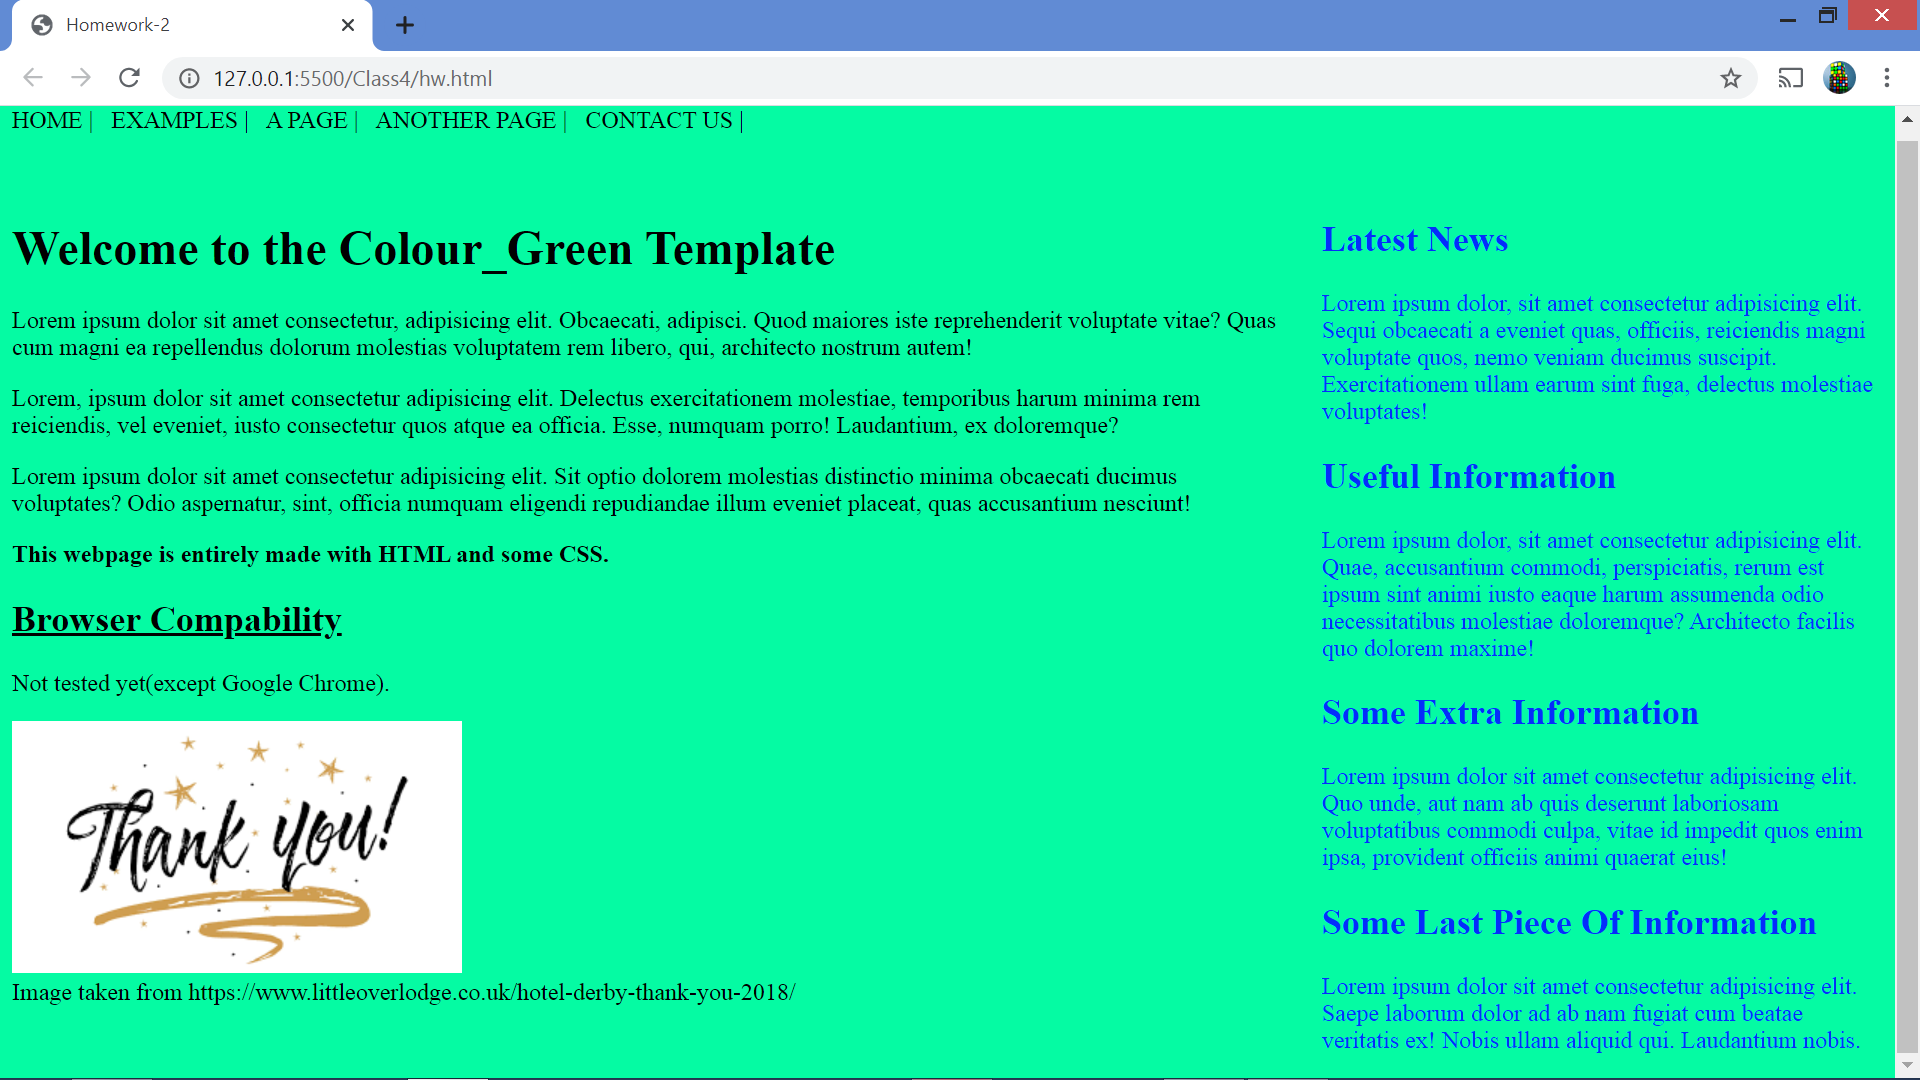 Homework-2
127.0.0.1:5500/Class4/hw.html
HOME | EXAMPLES | A PAGE | ANOTHER PAGE | CONTACT US |
Welcome to the Colour_Green Template
Lorem ipsum dolor sit amet consectetur, adipisicing elit. Obcaecati, adipisci. Quod maiores iste reprehenderit voluptate vitae? Quas
cum magni ea repellendus dolorum molestias voluptatem rem libero, qui, architecto nostrum autem!
Lorem, ipsum dolor sit amet consectetur adipisicing elit. Delectus exercitationem molestiae, temporibus harum minima rem
reiciendis, vel eveniet, iusto consectetur quos atque ea officia. Esse, numquam porro! Laudantium, ex doloremque?
Lorem ipsum dolor sit amet consectetur adipisicing elit. Sit optio dolorem molestias distinctio minima obcaecati ducimus
voluptates? Odio aspernatur, sint, officia numquam eligendi repudiandae illum eveniet placeat, quas accusantium nesciunt!
This webpage is entirely made with HTML and some CSS.
Browser Compability
Not tested yet(except Google Chrome).
Thank you!
Image taken from https://www.littleoverlodge.co.uk/hotel-derby-thank-you-2018/
Latest News
Lorem ipsum dolor, sit amet consectetur adipisicing elit.
Sequi obcaecati a eveniet quas, officiis, reiciendis magni
voluptate quos, nemo veniam ducimus suscipit.
Exercitationem ullam earum sint fuga, delectus molestiae
voluptates!
Useful Information
Lorem ipsum dolor, sit amet consectetur adipisicing elit.
Quae, accusantium commodi, perspiciatis, rerum est
ipsum sint animi iusto eaque harum assumenda odio
necessitatibus molestiae doloremque? Architecto facilis
quo dolorem maxime!
Some Extra Information
Lorem ipsum dolor sit amet consectetur adipisicing elit.
Quo unde, aut nam ab quis deserunt laboriosam
voluptatibus commodi culpa, vitae id impedit quos enim
ipsa, provident officiis animi quaerat eius!
Some Last Piece Of Information
Lorem ipsum dolor sit amet consectetur adipisicing elit.
Saepe laborum dolor ad ab nam fugiat cum beatae
veritatis ex! Nobis ullam aliquid qui. Laudantium nobis.